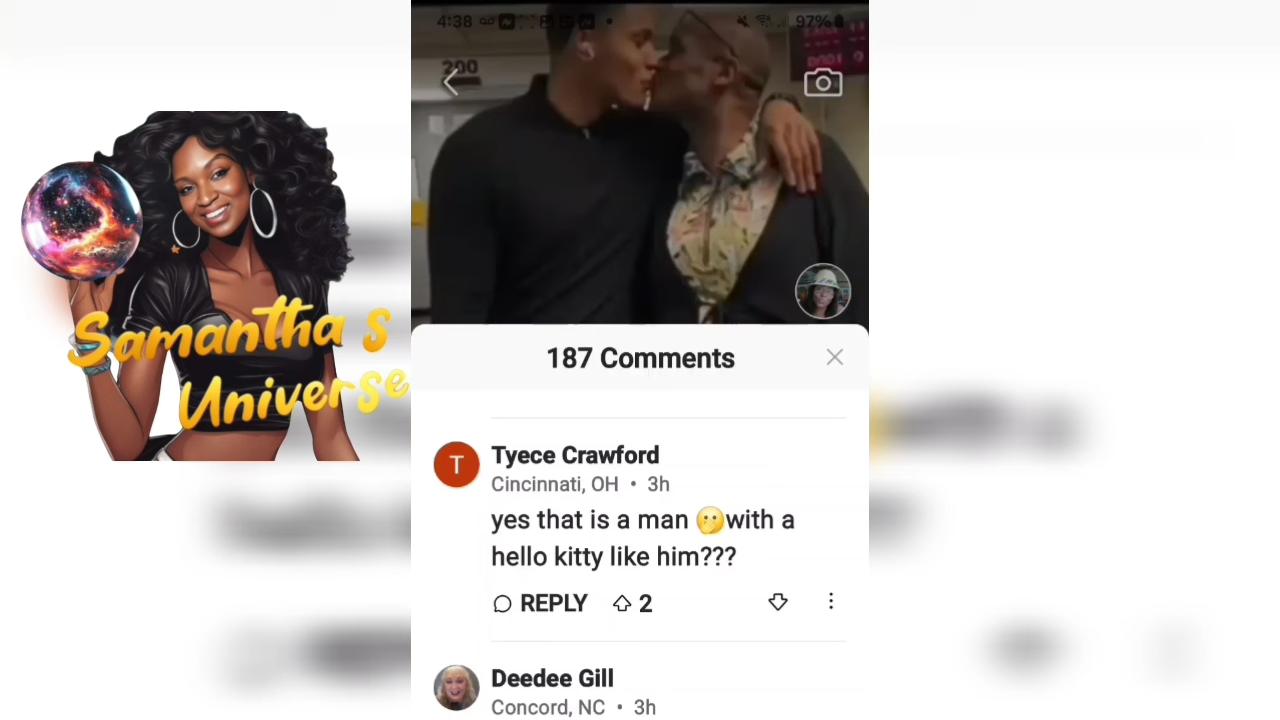 4:38
97%
200
Samantha s
Universe
187 Comments
T
Tyece Crawford
Cincinnati, OH • 3h
yes that is a man 🤭with a
hello kitty like him???
REPLY 2
Deedee Gill
Concord, NC • 3h